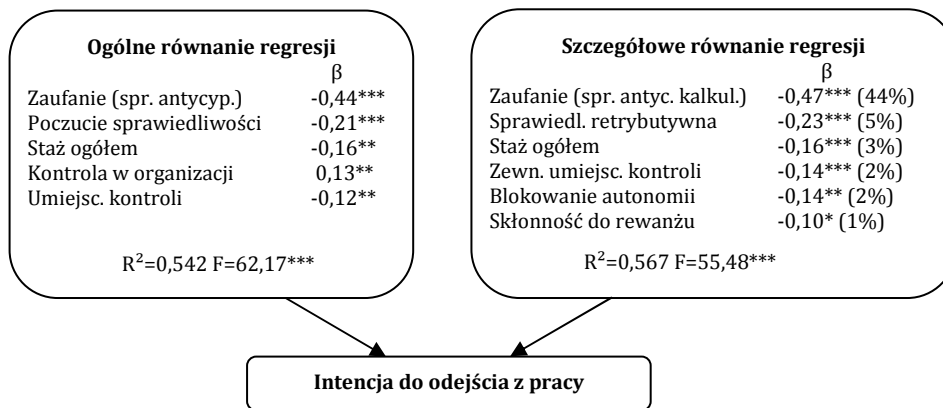 Ogólne równanie regresji
β
Zaufanie (spr. antycyp.) -0,44***
Poczucie sprawiedliwości -0,21***
Staż ogółem -0,16**
Kontrola w organizacji 0,13**
Umiejsc. kontroli -0,12**
R²=0,542 F=62,17***
Szczegółowe równanie regresji
β
Zaufanie (spr. antyc. kalkul.) -0,47*** (44%)
Sprawiedl. retrybutywna -0,23*** (5%)
Staż ogółem -0,16*** (3%)
Zewn. umiejsc. kontroli -0,14*** (2%)
Blokowanie autonomii -0,14** (2%)
Skłonność do rewanżu -0,10* (1%)
R²=0,567 F=55,48***
Intencja do odejścia z pracy